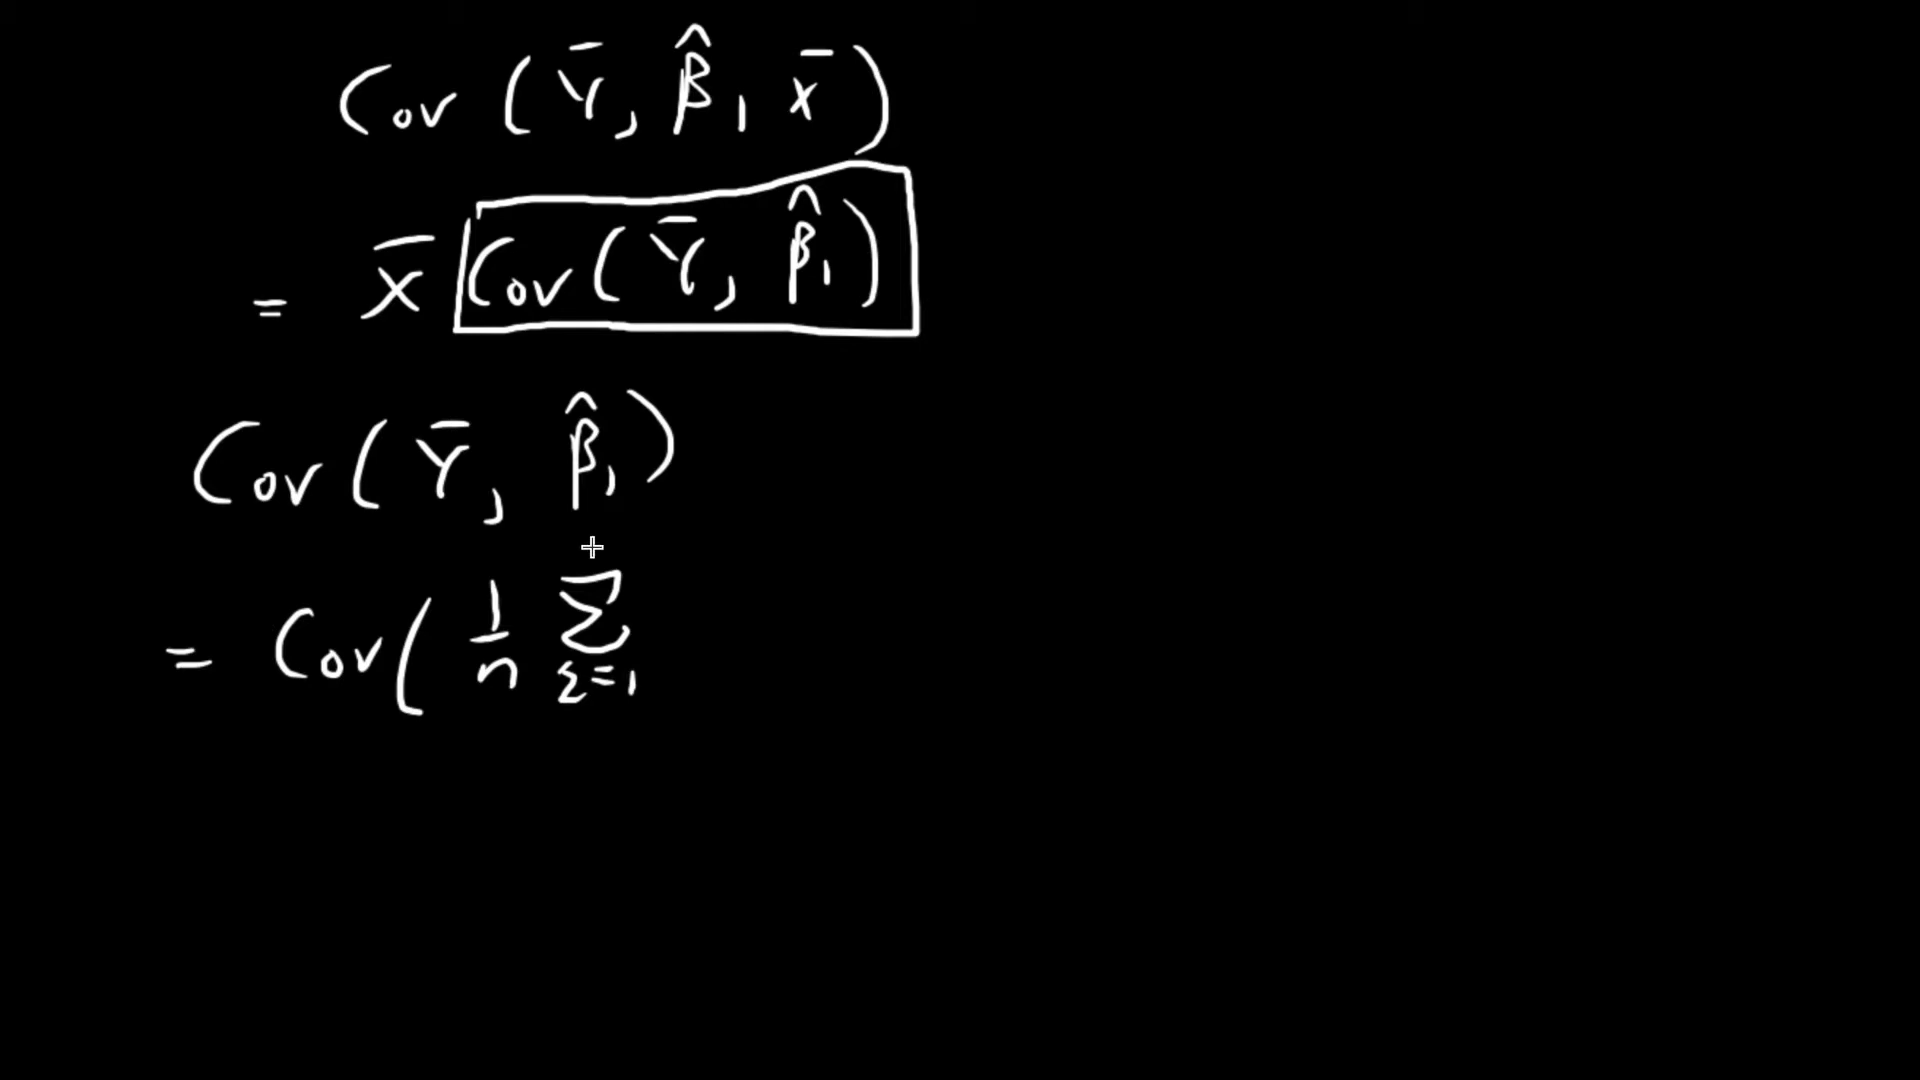 Cov ( Ȳ, β̂₁ x̄ )
= x̄ Cov( Ȳ, β̂₁ )
Cov ( Ȳ, β̂₁ )
= Cov( 1/n Σ i=1